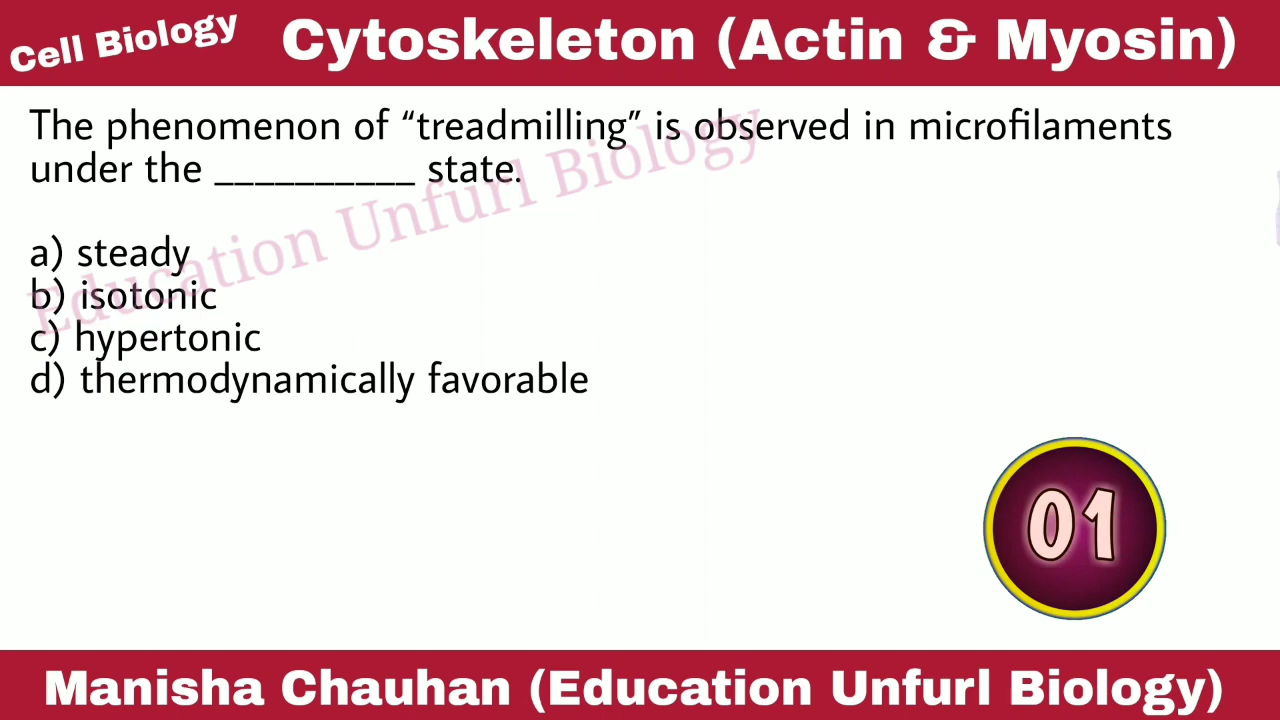 Cell Biology
Cytoskeleton (Actin & Myosin)
The phenomenon of “treadmilling” is observed in microfilaments
under the __________ state.
a) steady
b) isotonic
c) hypertonic
d) thermodynamically favorable
Education Unfurl Biology
01
Manisha Chauhan (Education Unfurl Biology)